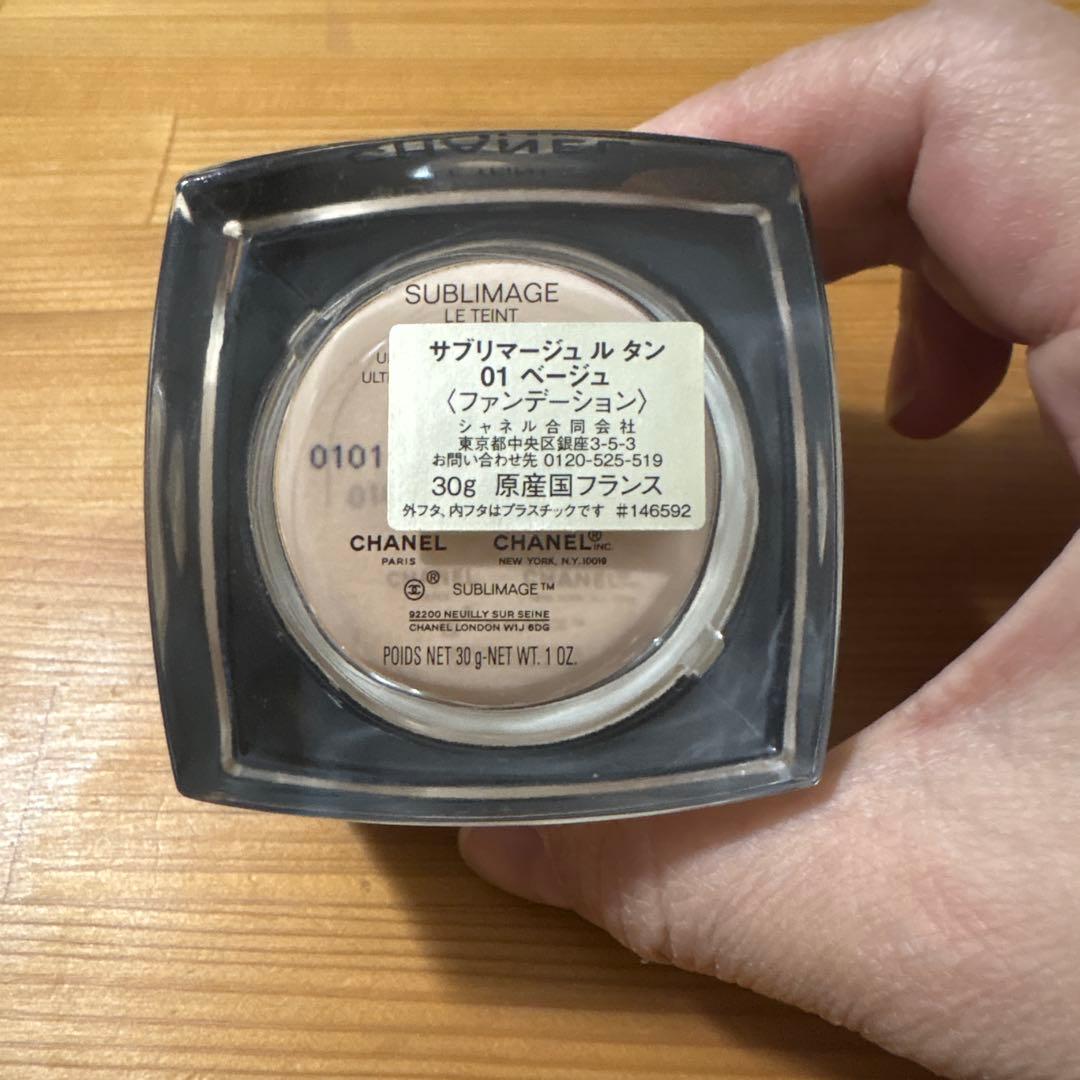 CHANEL
SUBLIMAGE
LE TEINT
U
ULT
サブリマージュ ル タン
01 ベージュ
〈ファンデーション〉
シャネル合同会社
東京都中央区銀座3-5-3
お問い合わせ先 0120-525-519
30g 原産国フランス
外フタ、内フタはプラスチックです #146592
0101
CHANEL CHANEL® INC.
PARIS NEW YORK, N.Y. 10019
® SUBLIMAGE™
92200 NEUILLY SUR SEINE
CHANEL LONDON W1J 6DG
POIDS NET 30 g-NET WT. 1 OZ.